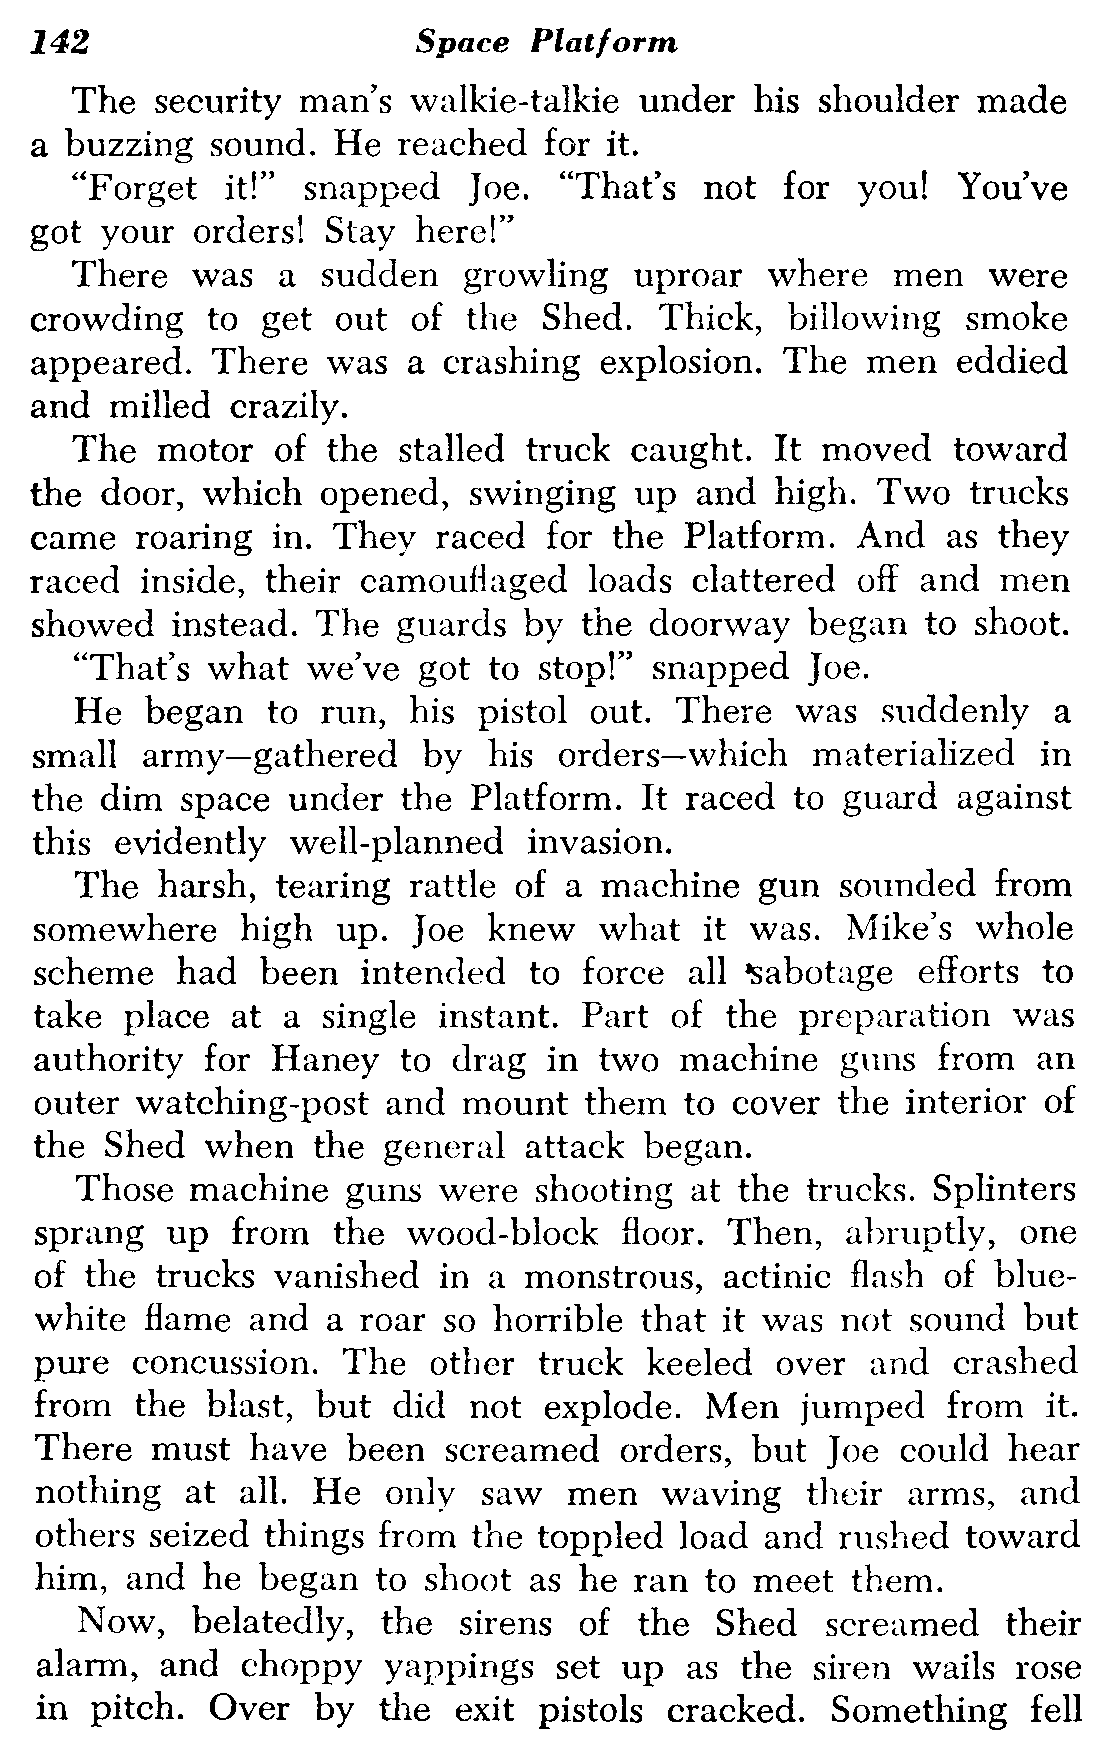 142 Space Platform
The security man's walkie-talkie under his shoulder made
a buzzing sound. He reached for it.
“Forget it!” snapped Joe. “That's not for you! You've
got your orders! Stay here!”
There was a sudden growling uproar where men were
crowding to get out of the Shed. Thick, billowing smoke
appeared. There was a crashing explosion. The men eddied
and milled crazily.
The motor of the stalled truck caught. It moved toward
the door, which opened, swinging up and high. Two trucks
came roaring in. They raced for the Platform. And as they
raced inside, their camouflaged loads clattered off and men
showed instead. The guards by the doorway began to shoot.
“That's what we've got to stop!” snapped Joe.
He began to run, his pistol out. There was suddenly a
small army—gathered by his orders—which materialized in
the dim space under the Platform. It raced to guard against
this evidently well-planned invasion.
The harsh, tearing rattle of a machine gun sounded from
somewhere high up. Joe knew what it was. Mike's whole
scheme had been intended to force all sabotage efforts to
take place at a single instant. Part of the preparation was
authority for Haney to drag in two machine guns from an
outer watching-post and mount them to cover the interior of
the Shed when the general attack began.
Those machine guns were shooting at the trucks. Splinters
sprang up from the wood-block floor. Then, abruptly, one
of the trucks vanished in a monstrous, actinic flash of blue-
white flame and a roar so horrible that it was not sound but
pure concussion. The other truck keeled over and crashed
from the blast, but did not explode. Men jumped from it.
There must have been screamed orders, but Joe could hear
nothing at all. He only saw men waving their arms, and
others seized things from the toppled load and rushed toward
him, and he began to shoot as he ran to meet them.
Now, belatedly, the sirens of the Shed screamed their
alarm, and choppy yappings set up as the siren wails rose
in pitch. Over by the exit pistols cracked. Something fell